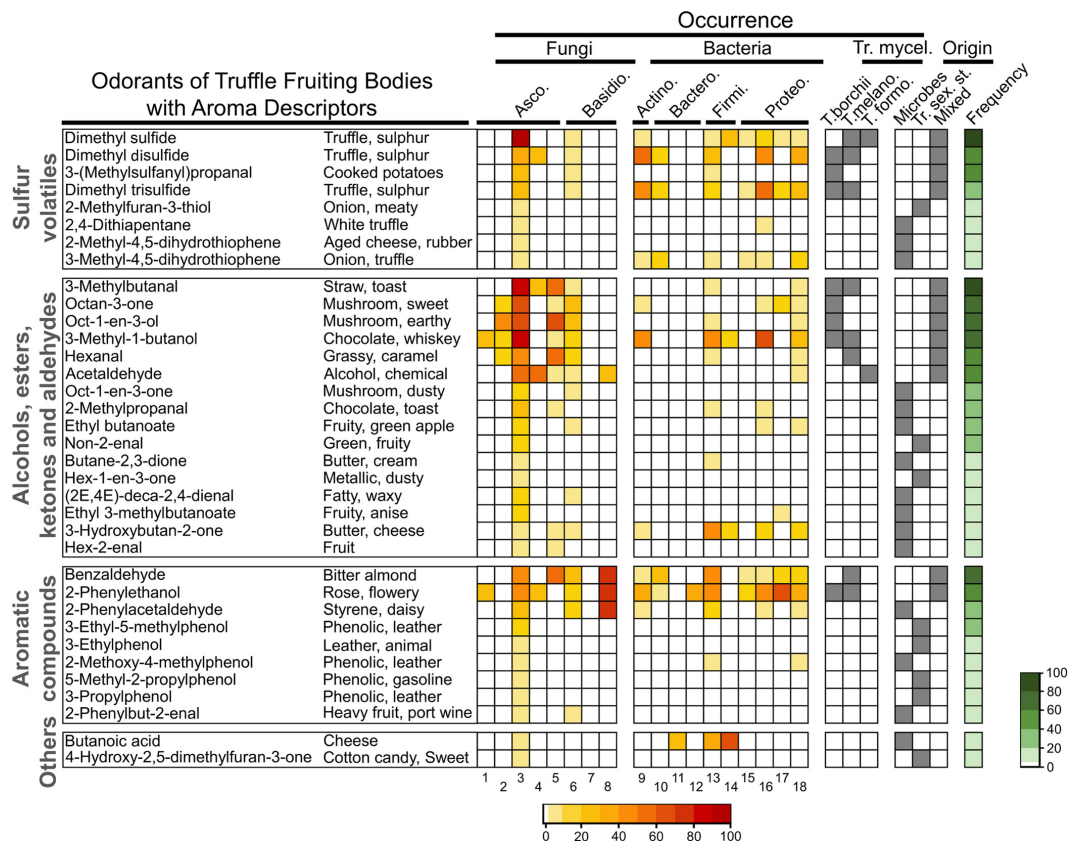 Occurrence
Fungi Bacteria Tr. mycel. Origin
Odorants of Truffle Fruiting Bodies
with Aroma Descriptors
Asco. Basidio. Actino. Bactero. Firmi. Proteo. T.borchii T.melano. T. formo. Microbes Tr. sex. st. Mixed Frequency
Sulfur
volatiles
Dimethyl sulfide Truffle, sulphur
Dimethyl disulfide Truffle, sulphur
3-(Methylsulfanyl)propanal Cooked potatoes
Dimethyl trisulfide Truffle, sulphur
2-Methylfuran-3-thiol Onion, meaty
2,4-Dithiapentane White truffle
2-Methyl-4,5-dihydrothiophene Aged cheese, rubber
3-Methyl-4,5-dihydrothiophene Onion, truffle
Alcohols, esters,
ketones and aldehydes
3-Methylbutanal Straw, toast
Octan-3-one Mushroom, sweet
Oct-1-en-3-ol Mushroom, earthy
3-Methyl-1-butanol Chocolate, whiskey
Hexanal Grassy, caramel
Acetaldehyde Alcohol, chemical
Oct-1-en-3-one Mushroom, dusty
2-Methylpropanal Chocolate, toast
Ethyl butanoate Fruity, green apple
Non-2-enal Green, fruity
Butane-2,3-dione Butter, cream
Hex-1-en-3-one Metallic, dusty
(2E,4E)-deca-2,4-dienal Fatty, waxy
Ethyl 3-methylbutanoate Fruity, anise
3-Hydroxybutan-2-one Butter, cheese
Hex-2-enal Fruit
Aromatic
compounds
Benzaldehyde Bitter almond
2-Phenylethanol Rose, flowery
2-Phenylacetaldehyde Styrene, daisy
3-Ethyl-5-methylphenol Phenolic, leather
3-Ethylphenol Leather, animal
2-Methoxy-4-methylphenol Phenolic, leather
5-Methyl-2-propylphenol Phenolic, gasoline
3-Propylphenol Phenolic, leather
2-Phenylbut-2-enal Heavy fruit, port wine
Others
Butanoic acid Cheese
4-Hydroxy-2,5-dimethylfuran-3-one Cotton candy, Sweet
1 2 3 4 5 6 7 8 9 10 11 12 13 14 15 16 17 18
0 20 40 60 80 100
100
80
60
40
20
0